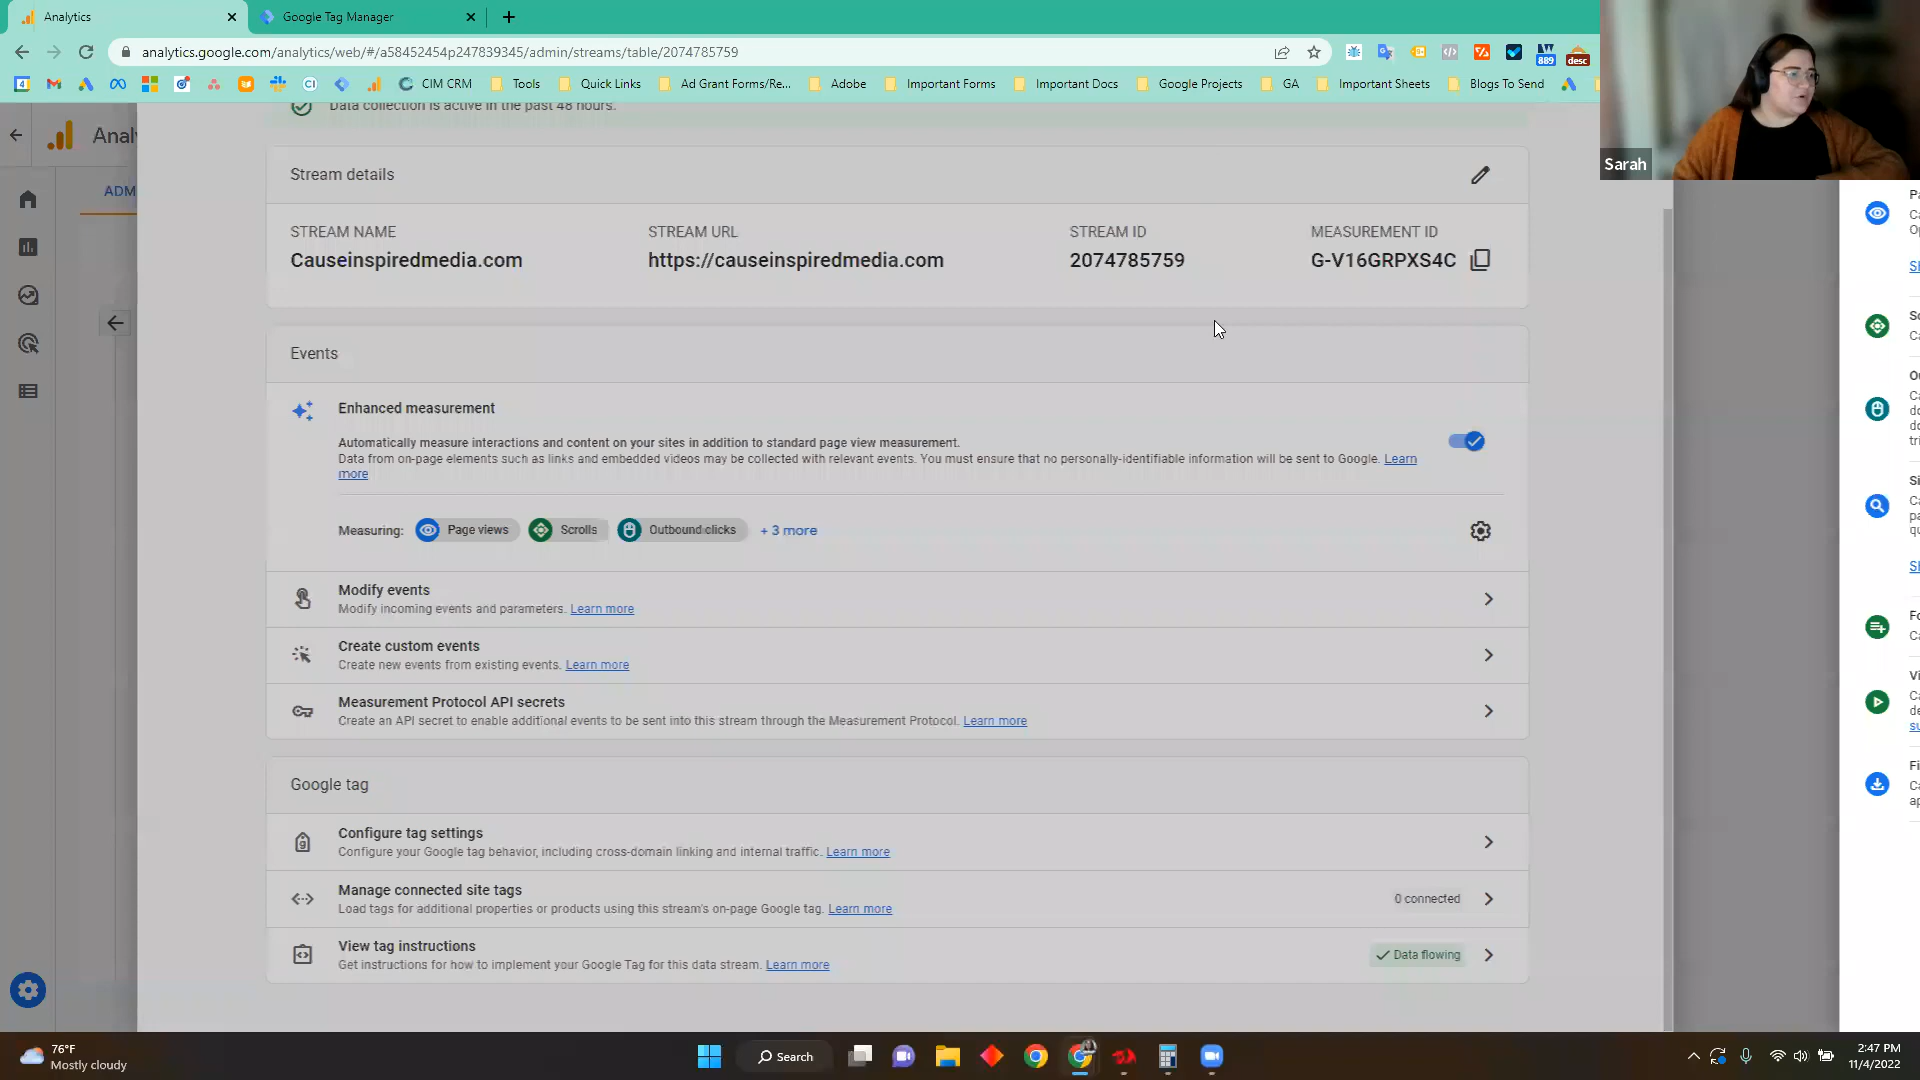 Analytics
Google Tag Manager
analytics.google.com/analytics/web/#/a58452454p247839345/admin/streams/table/2074785759
889
desc
CIM CRM
Tools
Quick Links
Ad Grant Forms/Re...
Adobe
Important Forms
Important Docs
Google Projects
GA
Important Sheets
Blogs To Send
Sarah
Data collection is active in the past 48 hours.
Analy
ADM
Stream details
STREAM NAME
STREAM URL
STREAM ID
MEASUREMENT ID
Causeinspiredmedia.com
https://causeinspiredmedia.com
2074785759
G-V16GRPXS4C
Events
Enhanced measurement
Automatically measure interactions and content on your sites in addition to standard page view measurement.
Data from on-page elements such as links and embedded videos may be collected with relevant events. You must ensure that no personally-identifiable information will be sent to Google. Learn
more
Measuring: Page views Scrolls Outbound clicks + 3 more
Modify events
Modify incoming events and parameters. Learn more
Create custom events
Create new events from existing events. Learn more
Measurement Protocol API secrets
Create an API secret to enable additional events to be sent into this stream through the Measurement Protocol. Learn more
Google tag
Configure tag settings
Configure your Google tag behavior, including cross-domain linking and internal traffic. Learn more
Manage connected site tags
Load tags for additional properties or products using this stream's on-page Google tag. Learn more
0 connected
View tag instructions
Get instructions for how to implement your Google Tag for this data stream. Learn more
Data flowing
76°F
Mostly cloudy
Search
2:47 PM
11/4/2022